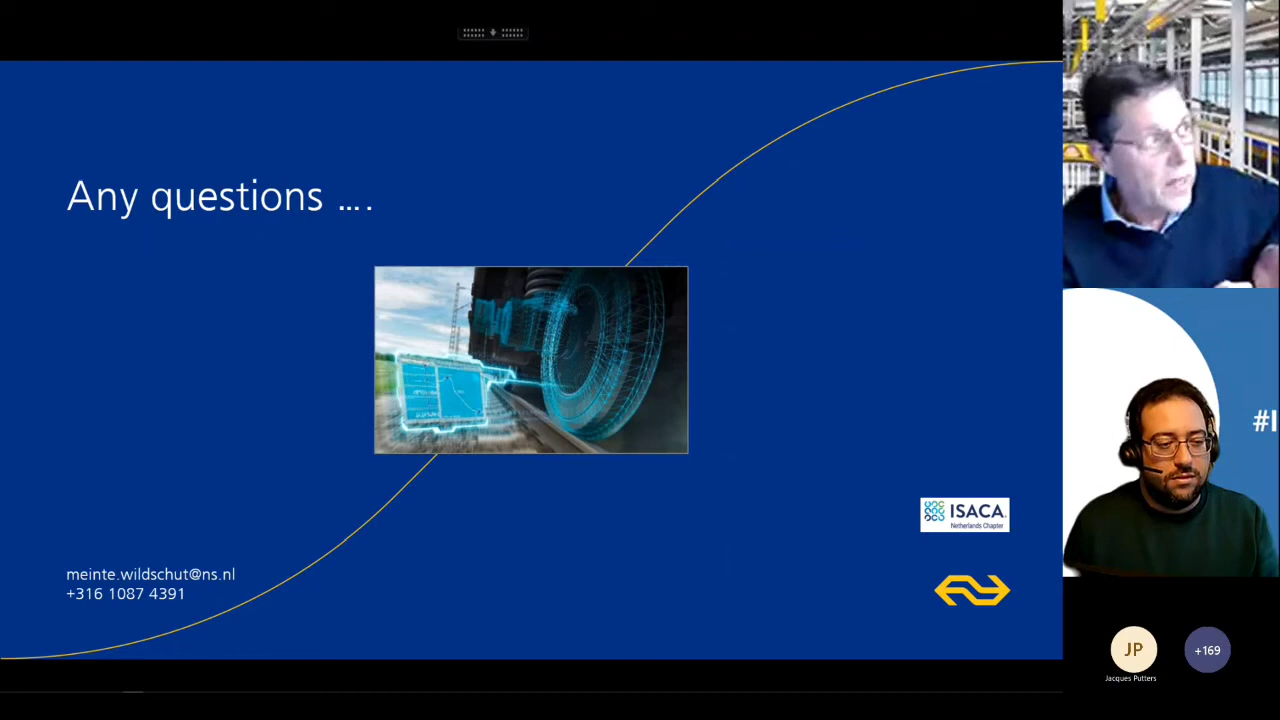 Any questions ....
meinte.wildschut@ns.nl
+316 1087 4391
ISACA.
Netherlands Chapter
#I
JP
Jacques Putters
+169